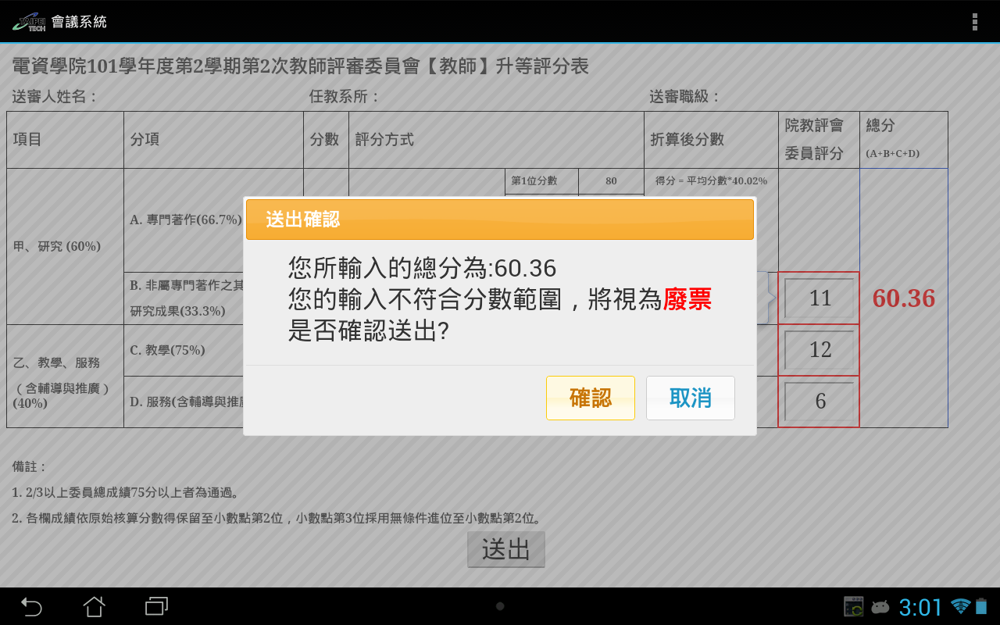 TAIPEI TECH 會議系統
電資學院101學年度第2學期第2次教師評審委員會【教師】升等評分表
送審人姓名： 任教系所： 送審職級：
項目 分項 分數 評分方式 折算後分數 院教評會 總分
委員評分 (A+B+C+D)
第1位分數 80 得分 = 平均分數*40.02%
A. 專門著作(66.7%)
甲、研究 (60%)
B. 非屬專門著作之其
研究成果(33.3%)
11
60.36
C. 教學(75%)
12
乙、教學、服務
（含輔導與推廣）
(40%)
D. 服務(含輔導與推廣
6
送出確認
您所輸入的總分為:60.36
您的輸入不符合分數範圍，將視為廢票
是否確認送出?
確認 取消
備註：
1. 2/3以上委員總成績75分以上者為通過。
2. 各欄成績依原始核算分數得保留至小數點第2位，小數點第3位採用無條件進位至小數點第2位。
送出
3:01